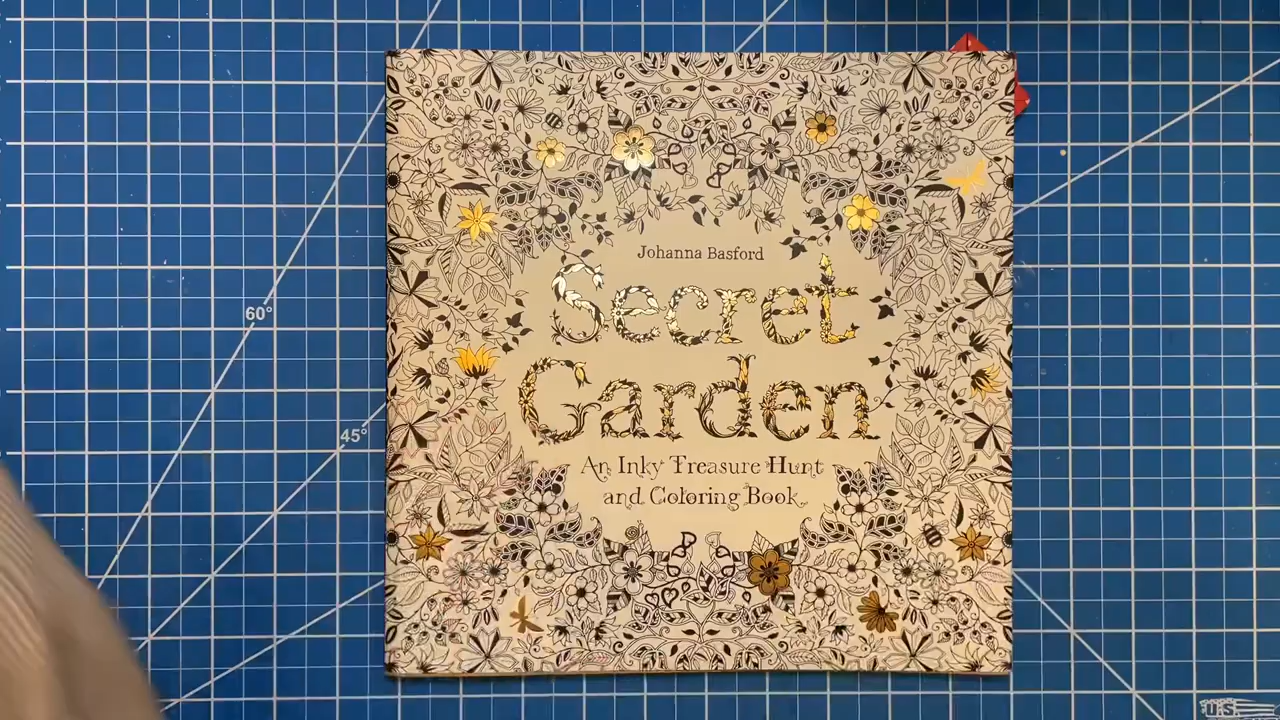 Johanna Basford
Secret
Garden
An Inky Treasure Hunt
and Coloring Book
60°
45°